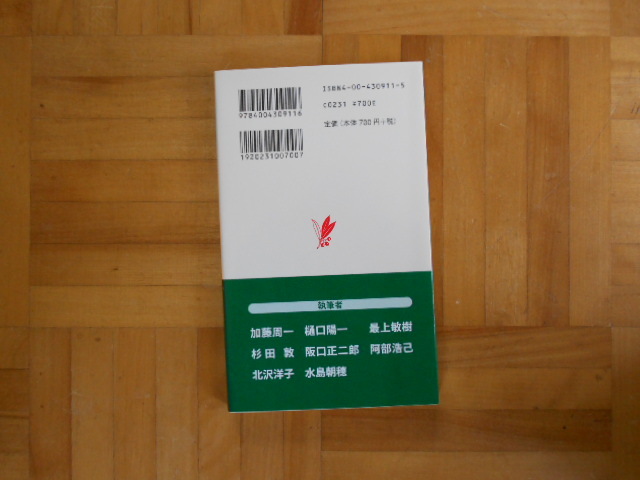 ISBN4-00-430911-5
C0231 ¥700E
定価(本体 700円+税)
9784004309116
1920231007007
執筆者
加藤周一 樋口陽一 最上敏樹
杉田 敦 阪口正二郎 阿部浩己
北沢洋子 水島朝穂